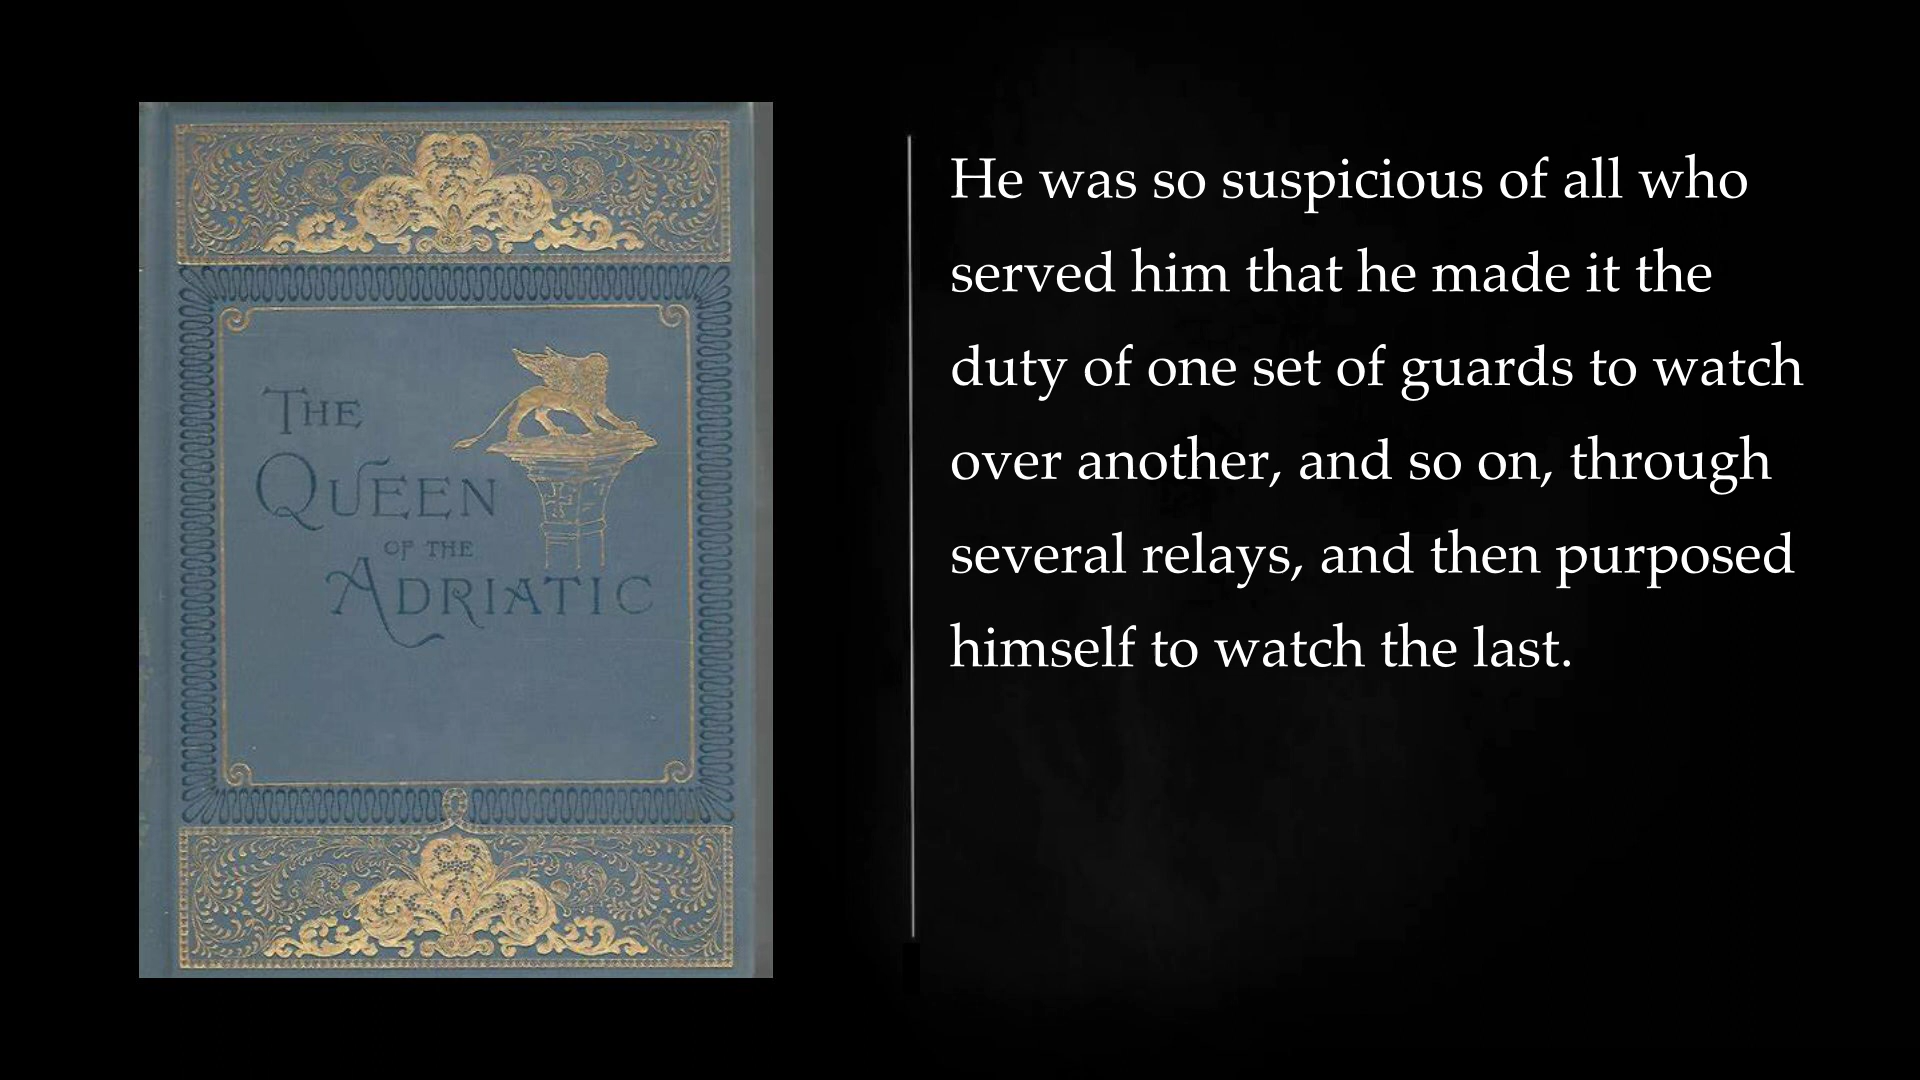 THE
QUEEN
OF THE
ADRIATIC
He was so suspicious of all who
served him that he made it the
duty of one set of guards to watch
over another, and so on, through
several relays, and then purposed
himself to watch the last.